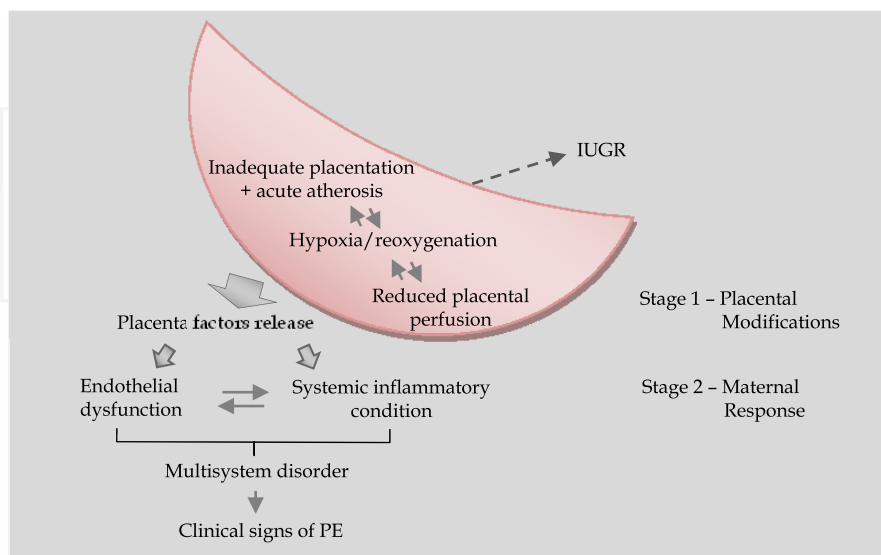 IUGR
Inadequate placentation
+ acute atherosis
Hypoxia/reoxygenation
Reduced placental
perfusion
Stage 1 – Placental
Modifications
Placenta factors release
Endothelial
dysfunction
Systemic inflammatory
condition
Stage 2 – Maternal
Response
Multisystem disorder
Clinical signs of PE